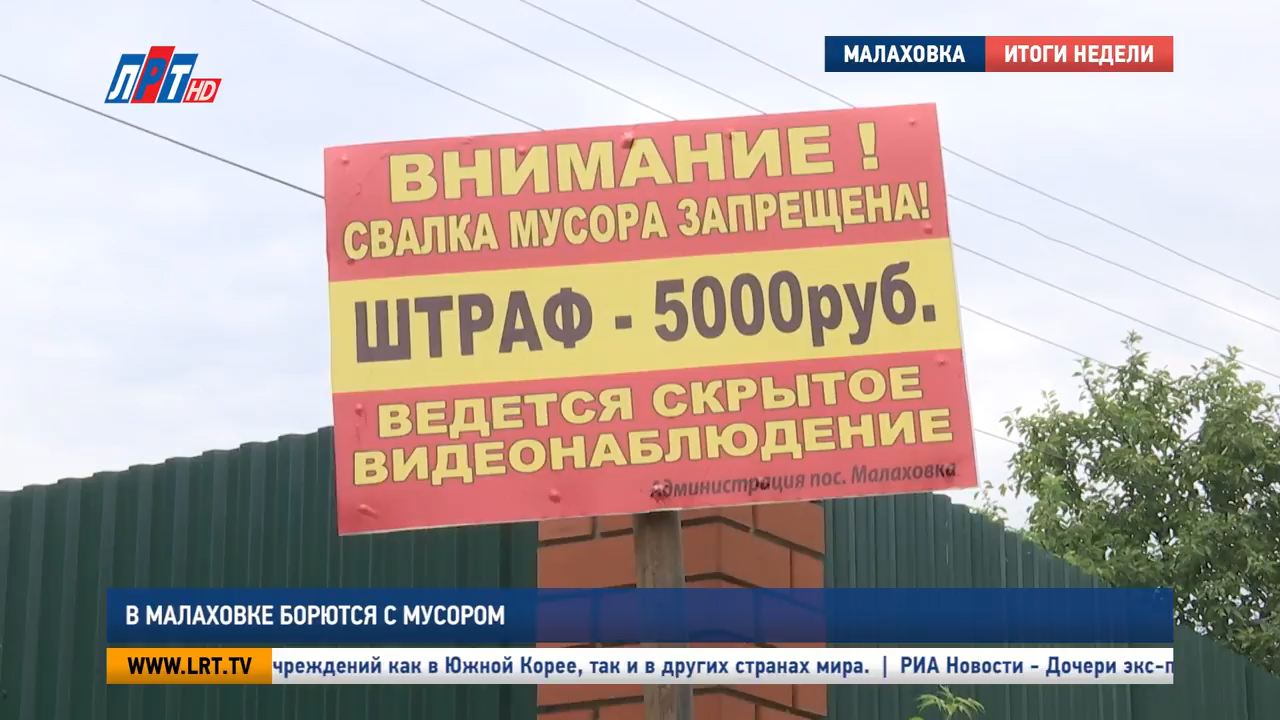 ЛРТ HD
МАЛАХОВКА ИТОГИ НЕДЕЛИ
ВНИМАНИЕ !
СВАЛКА МУСОРА ЗАПРЕЩЕНА!
ШТРАФ - 5000руб.
ВЕДЕТСЯ СКРЫТОЕ
ВИДЕОНАБЛЮДЕНИЕ
Администрация пос. Малаховка
В МАЛАХОВКЕ БОРЮТСЯ С МУСОРОМ
WWW.LRT.TV чреждений как в Южной Корее, так и в других странах мира. | РИА Новости - Дочери экс-п